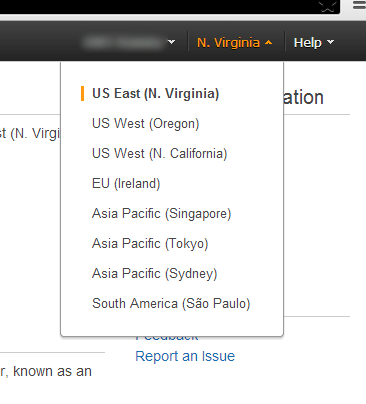 N. Virginia Help
US East (N. Virginia)
ation
US West (Oregon)
t (N. Virgi
US West (N. California)
EU (Ireland)
Asia Pacific (Singapore)
Asia Pacific (Tokyo)
Asia Pacific (Sydney)
South America (São Paulo)
Feedback
Report an Issue
r, known as an